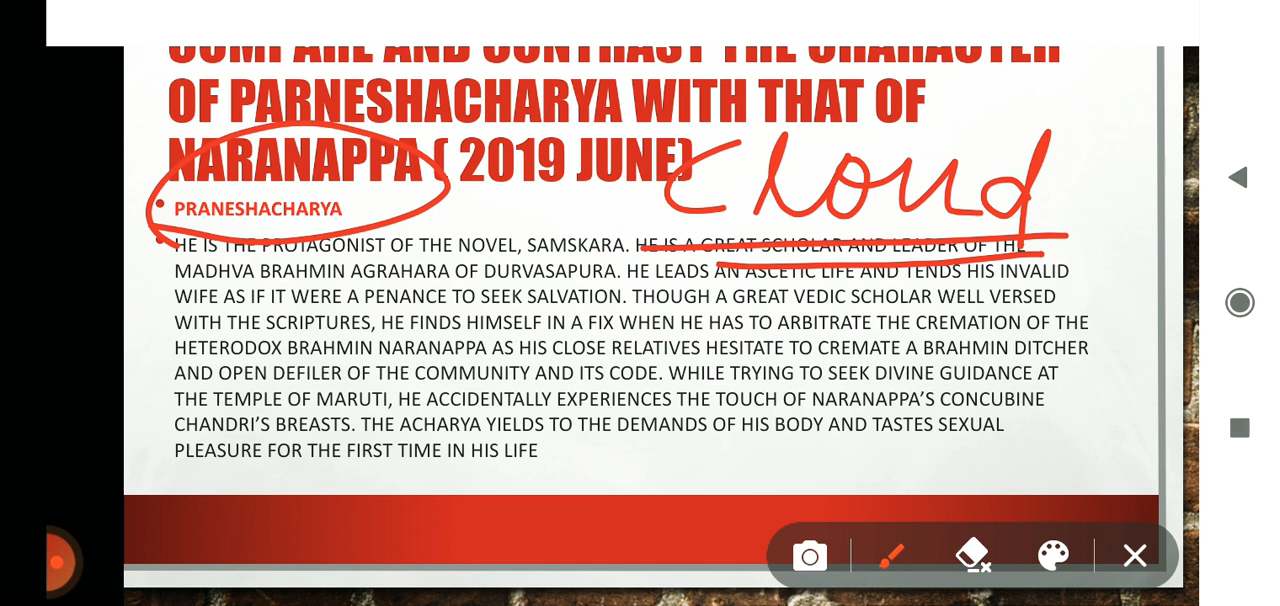 COMPARE AND CONTRAST THE CHARACTER
OF PARNESHACHARYA WITH THAT OF
NARANAPPA ( 2019 JUNE)
cloud
• PRANESHACHARYA
• HE IS THE PROTAGONIST OF THE NOVEL, SAMSKARA. HE IS A GREAT SCHOLAR AND LEADER OF THE
MADHVA BRAHMIN AGRAHARA OF DURVASAPURA. HE LEADS AN ASCETIC LIFE AND TENDS HIS INVALID
WIFE AS IF IT WERE A PENANCE TO SEEK SALVATION. THOUGH A GREAT VEDIC SCHOLAR WELL VERSED
WITH THE SCRIPTURES, HE FINDS HIMSELF IN A FIX WHEN HE HAS TO ARBITRATE THE CREMATION OF THE
HETERODOX BRAHMIN NARANAPPA AS HIS CLOSE RELATIVES HESITATE TO CREMATE A BRAHMIN DITCHER
AND OPEN DEFILER OF THE COMMUNITY AND ITS CODE. WHILE TRYING TO SEEK DIVINE GUIDANCE AT
THE TEMPLE OF MARUTI, HE ACCIDENTALLY EXPERIENCES THE TOUCH OF NARANAPPA’S CONCUBINE
CHANDRI’S BREASTS. THE ACHARYA YIELDS TO THE DEMANDS OF HIS BODY AND TASTES SEXUAL
PLEASURE FOR THE FIRST TIME IN HIS LIFE